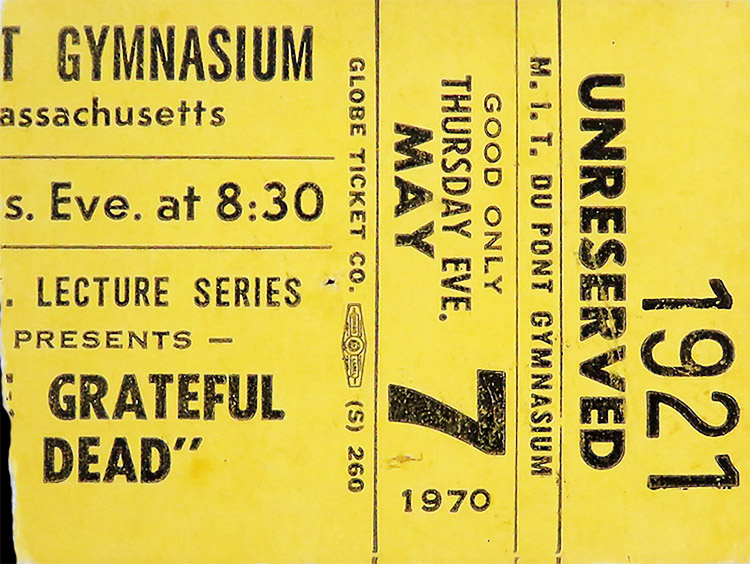 T GYMNASIUM
assachusetts
s. Eve. at 8:30
. LECTURE SERIES
PRESENTS —
GRATEFUL
DEAD”
GLOBE TICKET CO. (S) 260
GOOD ONLY
THURSDAY EVE.
MAY
7
1970
M. I. T. DU PONT GYMNASIUM
UNRESERVED
1921